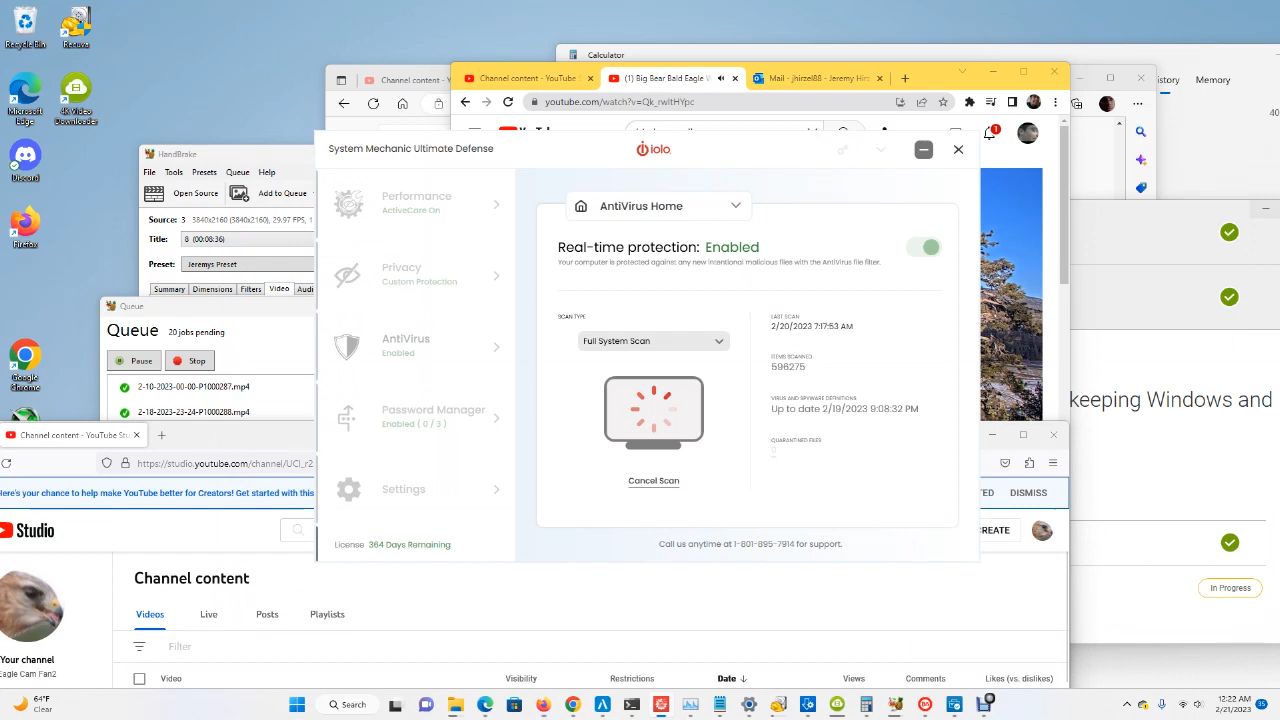 Recycle Bin
Recuva
Microsoft Edge
4K Video Downloader
Discord
Firefox
Google Chrome
Calculator
Channel content - Y
Channel content - YouTube S
(1) Big Bear Bald Eagle
Mail - jhirzel88 - Jeremy Hir
story
Memory
youtube.com/watch?v=Qk_rwItHYpc
1
40
HandBrake
File Tools Presets Queue Help
Open Source
Add to Queue
Source: 3 3840x2160 (3840x2160), 29.97 FPS, 1
Title: 8 (00:08:36)
Preset: Jeremys Preset
Summary Dimensions Filters Video Audio
Queue
Queue 20 jobs pending
Pause
Stop
2-10-2023-00-00-P1000287.mp4
2-18-2023-23-24-P1000288.mp4
System Mechanic Ultimate Defense
iolo
Performance
ActiveCare On
Privacy
Custom Protection
AntiVirus
Enabled
Password Manager
Enabled ( 0 / 3 )
Settings
License 364 Days Remaining
AntiVirus Home
Real-time protection: Enabled
Your computer is protected against any new intentional malicious files with the AntiVirus file filter.
SCAN TYPE
Full System Scan
Cancel Scan
LAST SCAN
2/20/2023 7:17:53 AM
ITEMS SCANNED
596275
VIRUS AND SPYWARE DEFINITIONS
Up to date 2/19/2023 9:08:32 PM
QUARANTINED FILES
0
Call us anytime at 1-801-895-7914 for support.
keeping Windows and
In Progress
Channel content - YouTube Stu
https://studio.youtube.com/channel/UCI_r2
Here's your chance to help make YouTube better for Creators! Get started with this
TED
DISMISS
Studio
CREATE
Channel content
Videos Live Posts Playlists
Filter
Your channel
Eagle Cam Fan2
Video Visibility Restrictions Date Views Comments Likes (vs. dislikes)
64°F
Clear
Search
12:22 AM
2/21/2023
35